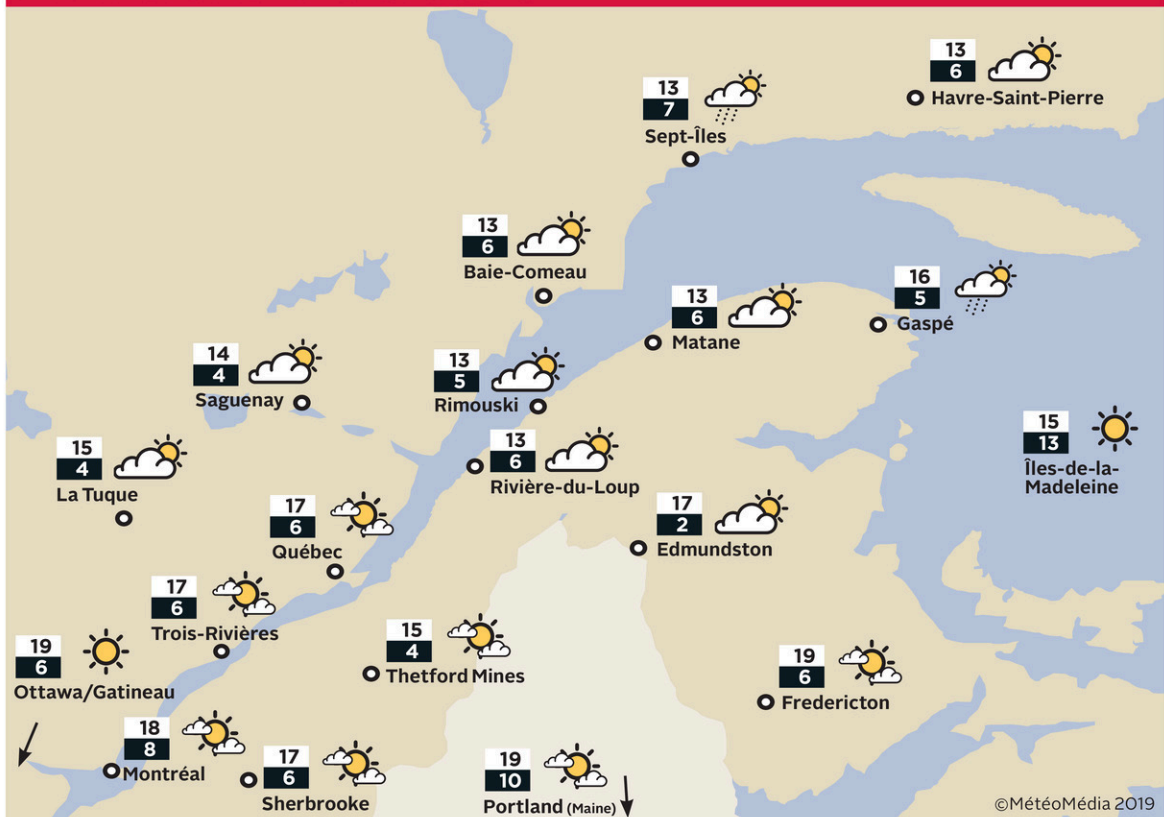 13
6
Havre-Saint-Pierre
13
7
Sept-Îles
13
6
Baie-Comeau
16
5
Gaspé
13
6
Matane
14
4
Saguenay
13
5
Rimouski
15
13
Îles-de-la-
Madeleine
15
4
La Tuque
13
6
Rivière-du-Loup
17
6
Québec
17
2
Edmundston
17
6
Trois-Rivières
15
4
Thetford Mines
19
6
Ottawa/Gatineau
19
6
Fredericton
18
8
Montréal
17
6
Sherbrooke
19
10
Portland (Maine)
©MétéoMédia 2019